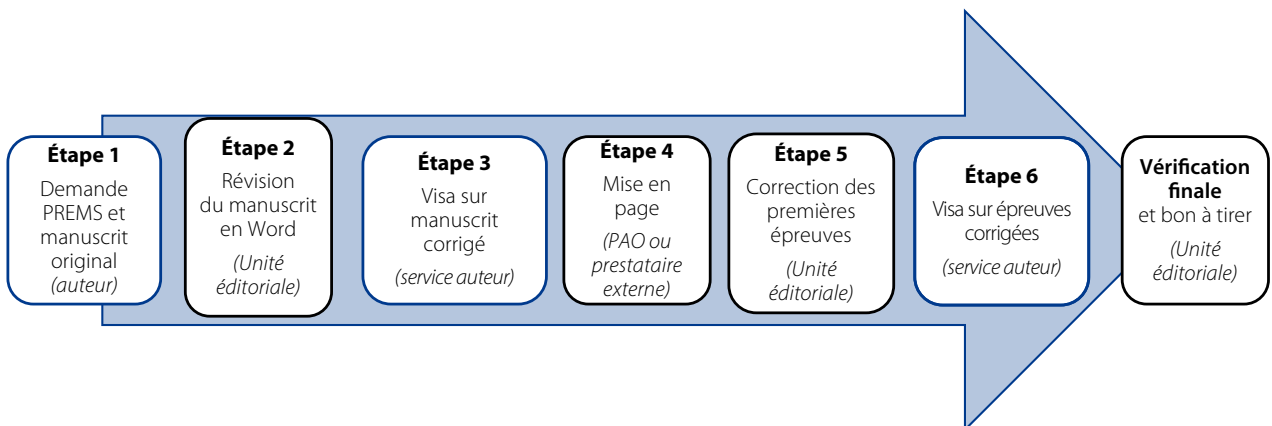 Étape 1
Demande
PREMS et
manuscrit
original
(auteur)
Étape 2
Révision
du manuscrit
en Word
(Unité
éditoriale)
Étape 3
Visa sur
manuscrit
corrigé
(service auteur)
Étape 4
Mise en
page
(PAO ou
prestataire
externe)
Étape 5
Correction des
premières
épreuves
(Unité
éditoriale)
Étape 6
Visa sur épreuves
corrigées
(service auteur)
Vérification
finale
et bon à tirer
(Unité
éditoriale)